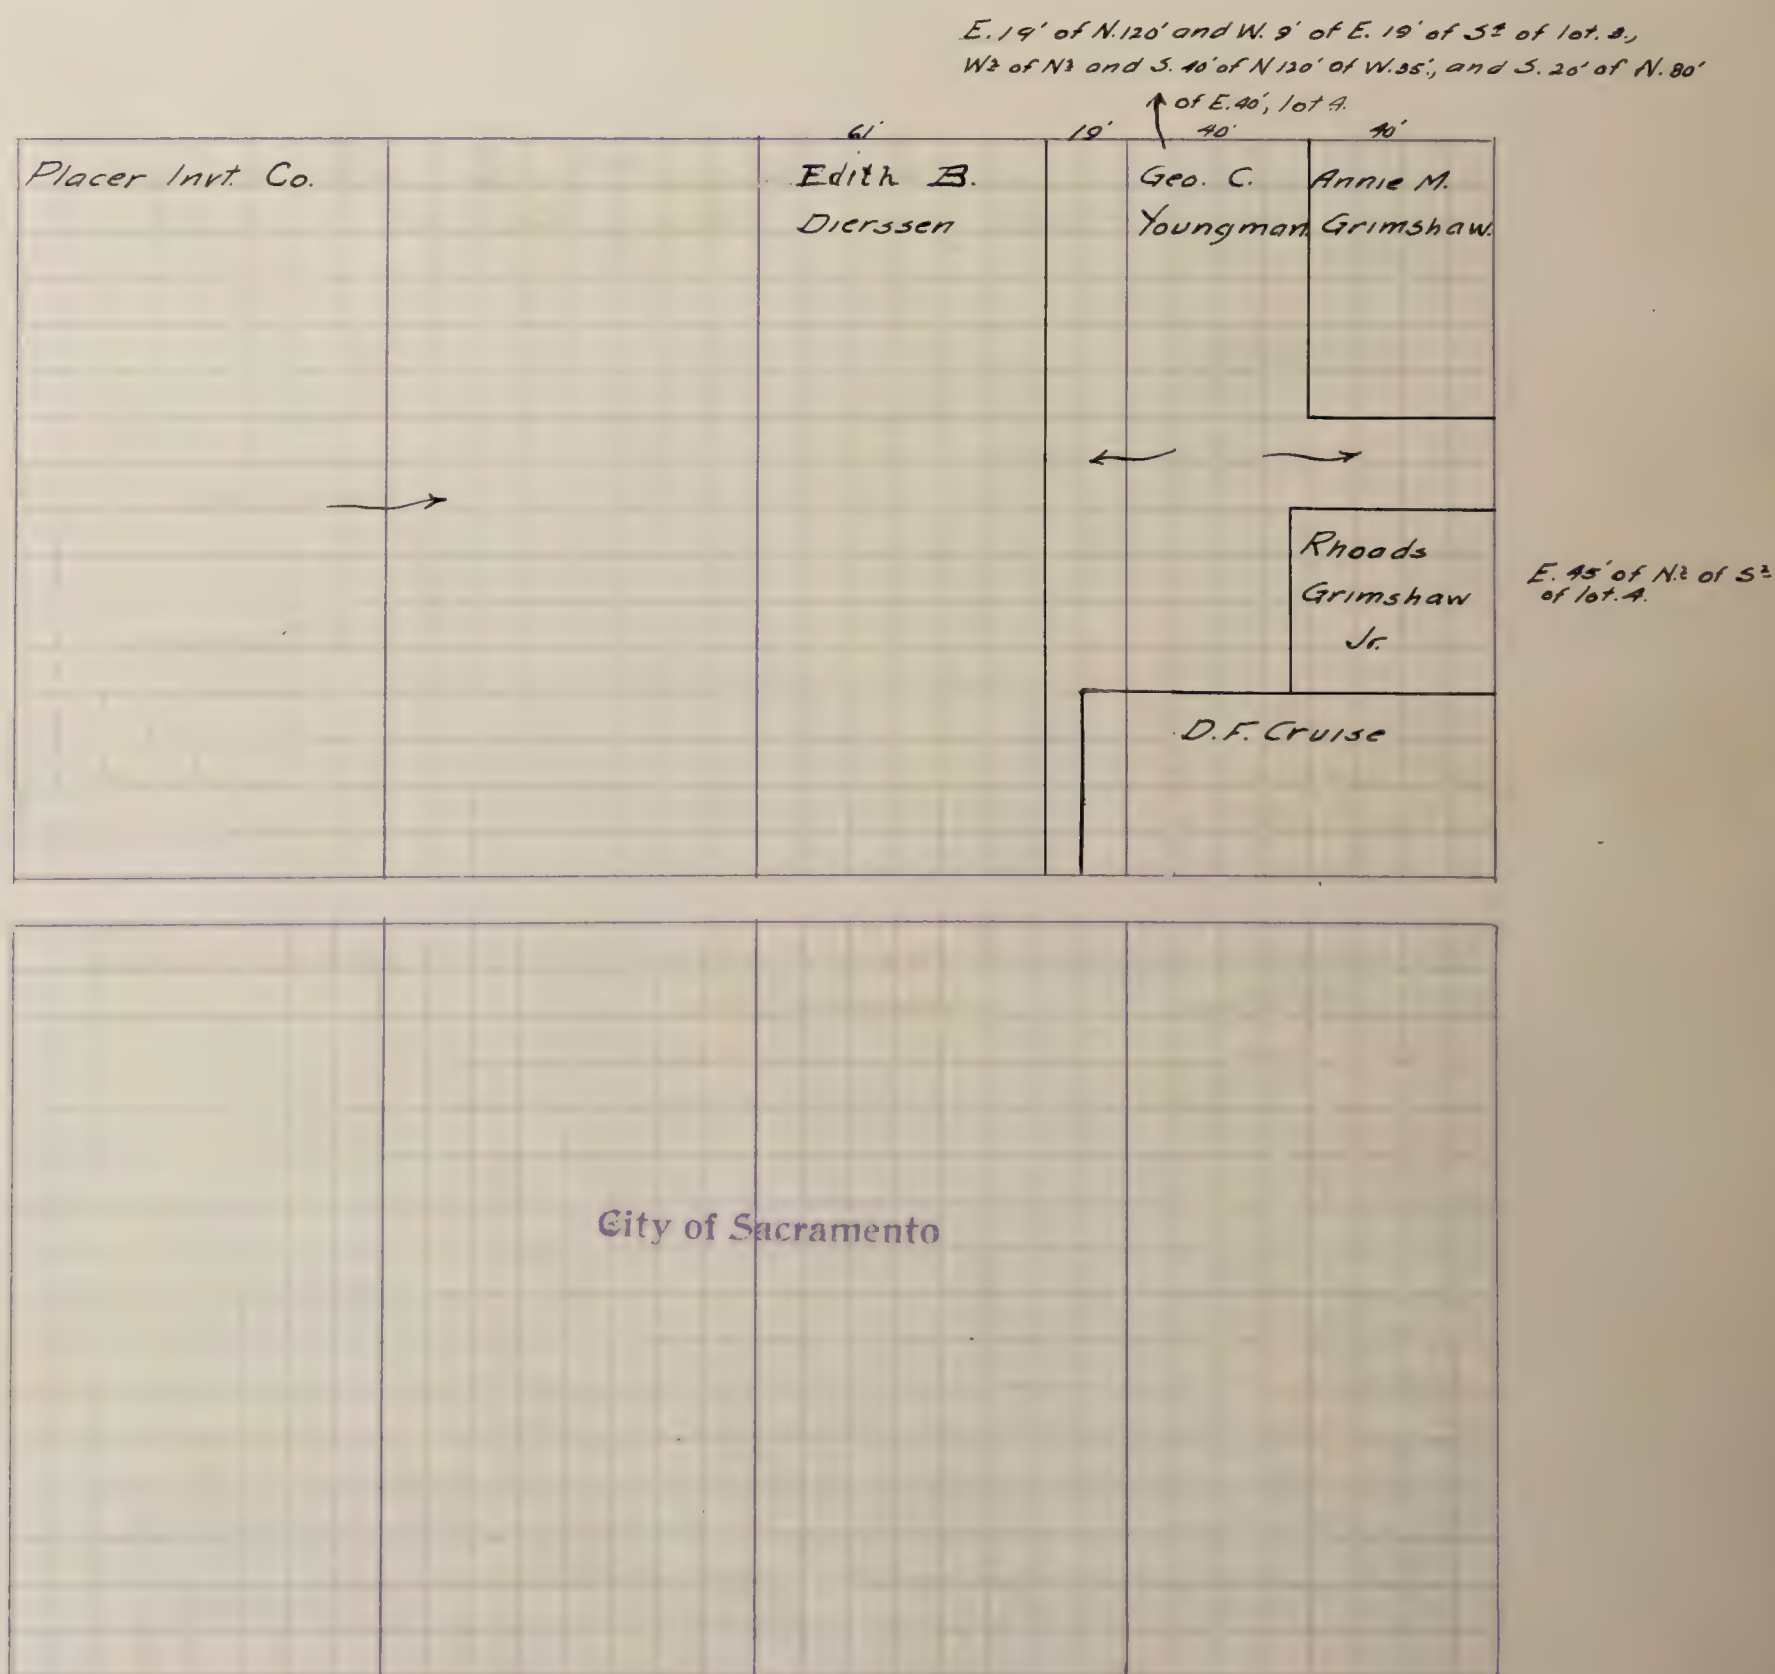 E. 19' of N. 120' and W. 9' of E. 19' of S½ of lot. 3.,
W½ of N½ and S. 40' of N 120' of W. 35', and S. 20' of N. 80'
of E. 40', lot 4.
61' 19' 40' 40'
Placer Invt. Co.
Edith B.
Dierssen
Geo. C.
Youngman
Annie M.
Grimshaw.
Rhoads
Grimshaw
Jr.
E. 45' of N.½ of S½
of lot. 4.
D.F. Cruise
City of Sacramento